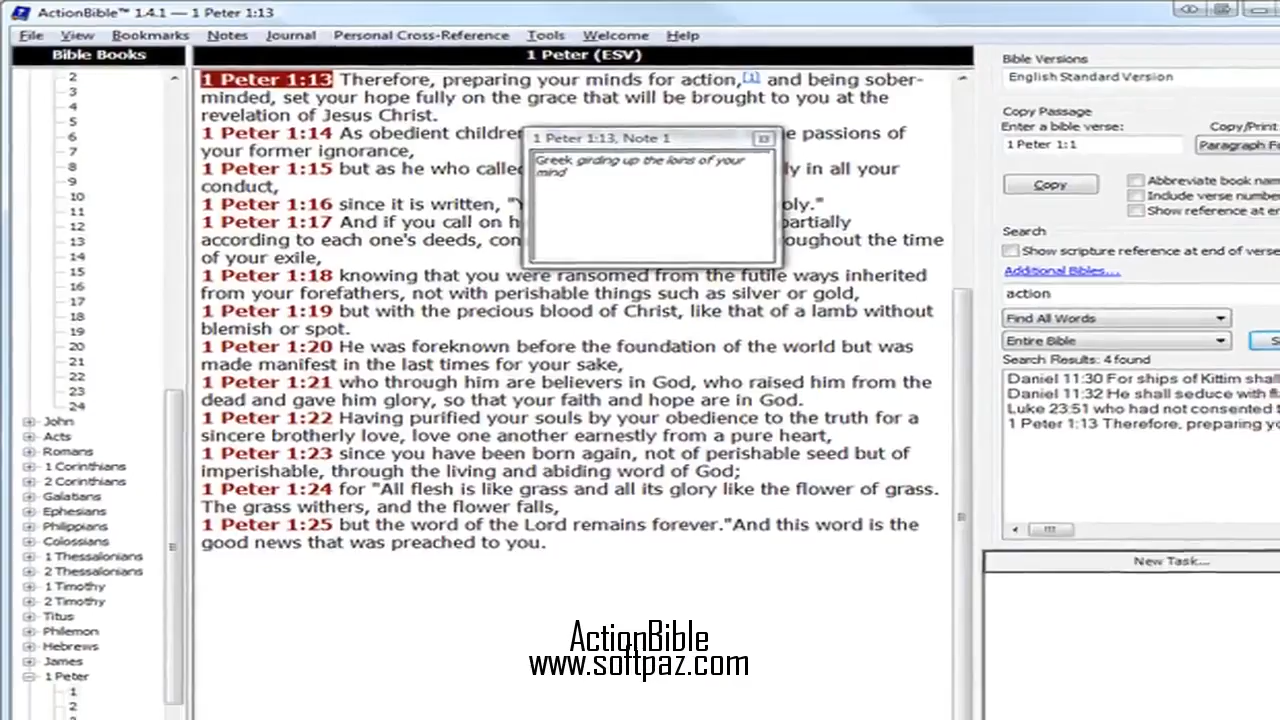 ActionBible™ 1.4.1 — 1 Peter 1:13
File View Bookmarks Notes Journal Personal Cross-Reference Tools Welcome Help
Bible Books
2
3
4
5
6
7
8
9
10
11
12
13
14
15
16
17
18
19
20
21
22
23
24
John
Acts
Romans
1 Corinthians
2 Corinthians
Galatians
Ephesians
Philippians
Colossians
1 Thessalonians
2 Thessalonians
1 Timothy
2 Timothy
Titus
Philemon
Hebrews
James
1 Peter
1
2
1 Peter (ESV)
1 Peter 1:13 Therefore, preparing your minds for action,[1] and being sober-
minded, set your hope fully on the grace that will be brought to you at the
revelation of Jesus Christ.
1 Peter 1:14 As obedient children passions of
your former ignorance,
1 Peter 1:15 but as he who called in all your
conduct,
1 Peter 1:16 since it is written,
1 Peter 1:17 And if you call on
according to each one's deeds, the time
of your exile,
1 Peter 1:18 knowing that you were ransomed from the futile ways inherited
from your forefathers, not with perishable things such as silver or gold,
1 Peter 1:19 but with the precious blood of Christ, like that of a lamb without
blemish or spot.
1 Peter 1:20 He was foreknown before the foundation of the world but was
made manifest in the last times for your sake,
1 Peter 1:21 who through him are believers in God, who raised him from the
dead and gave him glory, so that your faith and hope are in God.
1 Peter 1:22 Having purified your souls by your obedience to the truth for a
sincere brotherly love, love one another earnestly from a pure heart,
1 Peter 1:23 since you have been born again, not of perishable seed but of
imperishable, through the living and abiding word of God;
1 Peter 1:24 for "All flesh is like grass and all its glory like the flower of grass.
The grass withers, and the flower falls,
1 Peter 1:25 but the word of the Lord remains forever."And this word is the
good news that was preached to you.
1 Peter 1:13, Note 1
Greek girding up the loins of your
mind
Bible Versions
English Standard Version
Copy Passage
Enter a bible verse: Copy/Print
1 Peter 1:1 Paragraph
Copy
Abbreviate book
Include verse
Show reference at
Search
Show scripture reference at end of
Additional Bibles...
action
Find All Words
Entire Bible
Search Results: 4 found
Daniel 11:30 For ships of Kittim
Daniel 11:32 He shall seduce with
Luke 23:51 who had not consented
1 Peter 1:13 Therefore, preparing
New Task...
ActionBible
www.softpaz.com